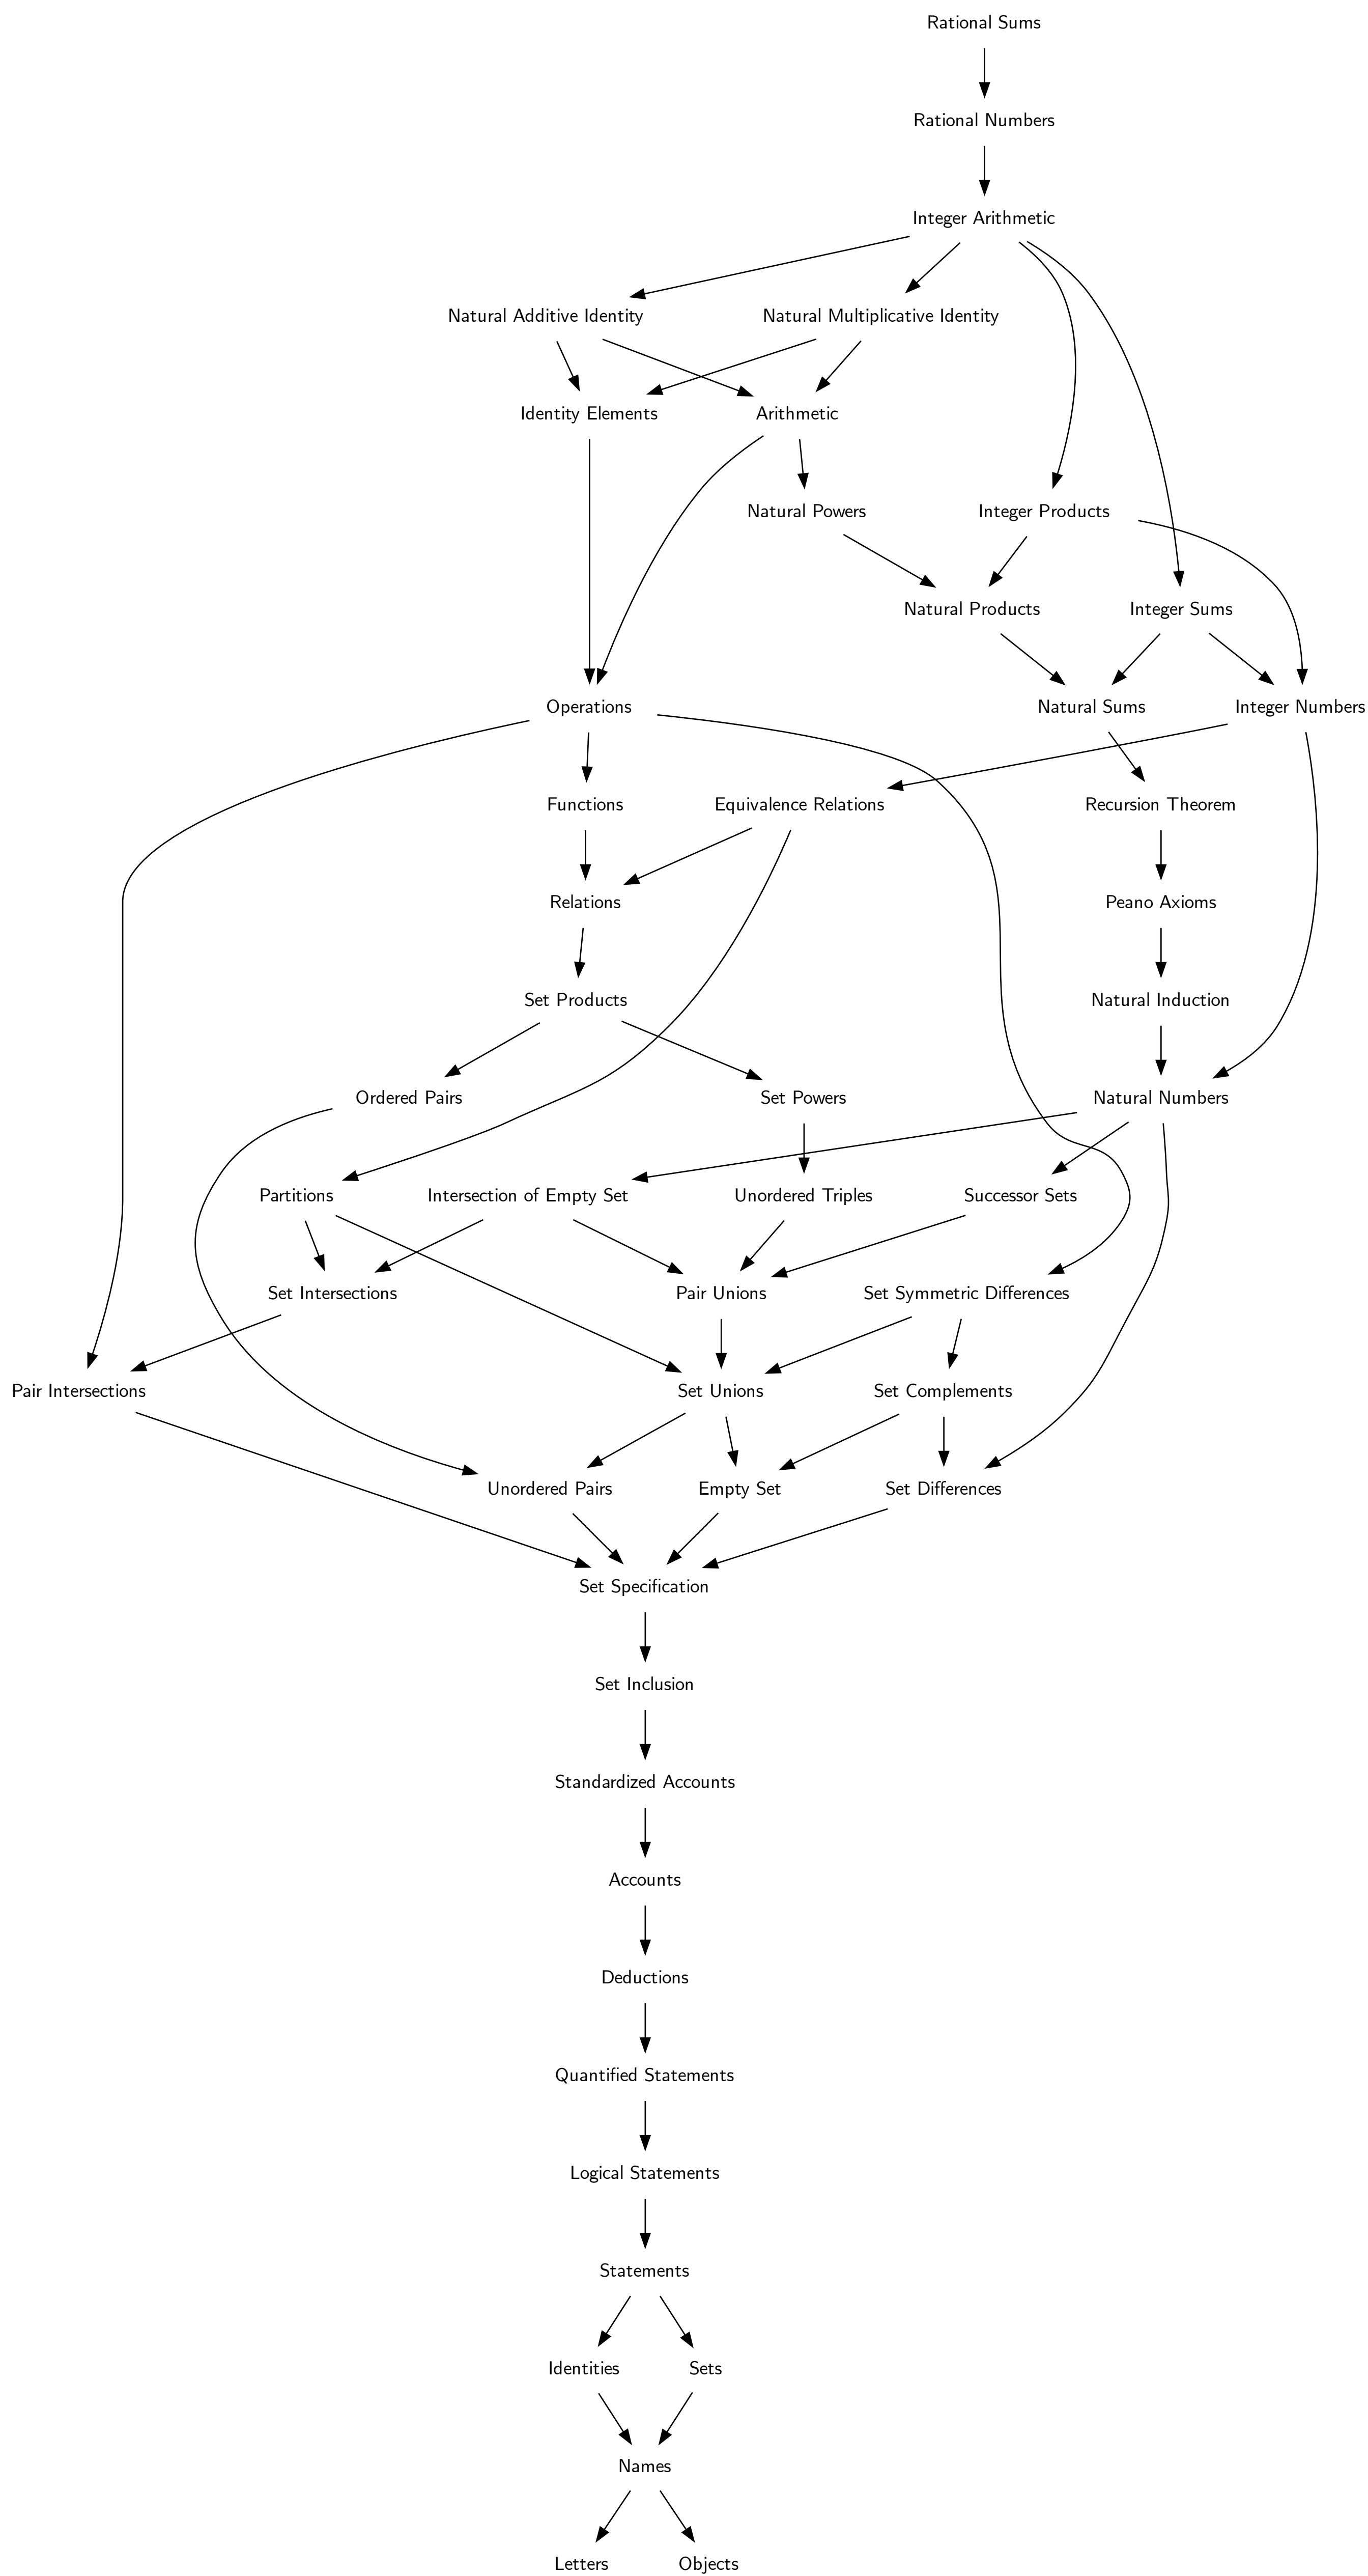 Rational Sums
Rational Numbers
Integer Arithmetic
Natural Additive Identity
Natural Multiplicative Identity
Identity Elements
Arithmetic
Natural Powers
Integer Products
Natural Products
Integer Sums
Operations
Natural Sums
Integer Numbers
Functions
Equivalence Relations
Recursion Theorem
Relations
Peano Axioms
Set Products
Natural Induction
Ordered Pairs
Set Powers
Natural Numbers
Partitions
Intersection of Empty Set
Unordered Triples
Successor Sets
Set Intersections
Pair Unions
Set Symmetric Differences
Pair Intersections
Set Unions
Set Complements
Unordered Pairs
Empty Set
Set Differences
Set Specification
Set Inclusion
Standardized Accounts
Accounts
Deductions
Quantified Statements
Logical Statements
Statements
Identities
Sets
Names
Letters
Objects